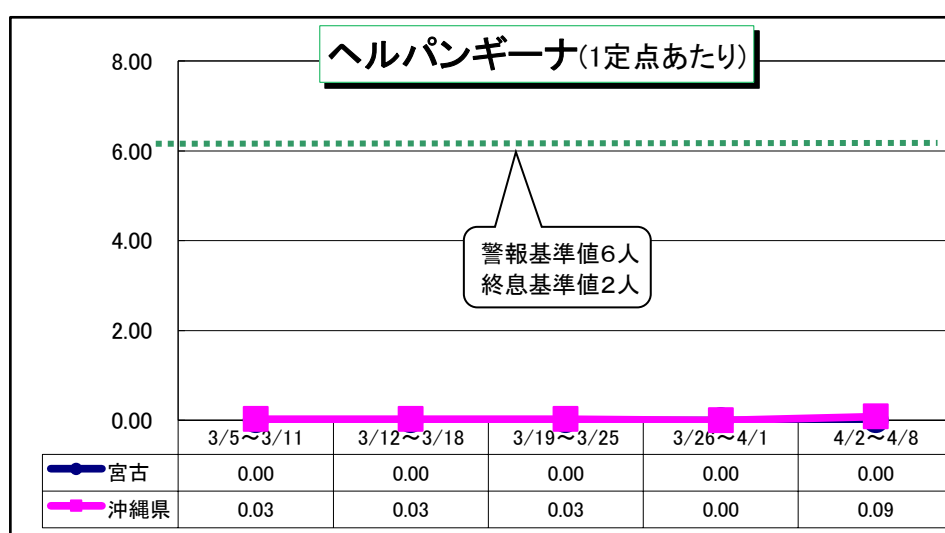 ヘルパンギーナ(1定点あたり)
8.00
6.00
4.00
2.00
0.00
警報基準値6人
終息基準値2人
3/5～3/11 3/12～3/18 3/19～3/25 3/26～4/1 4/2～4/8
宮古 0.00 0.00 0.00 0.00 0.00
沖縄県 0.03 0.03 0.03 0.00 0.09